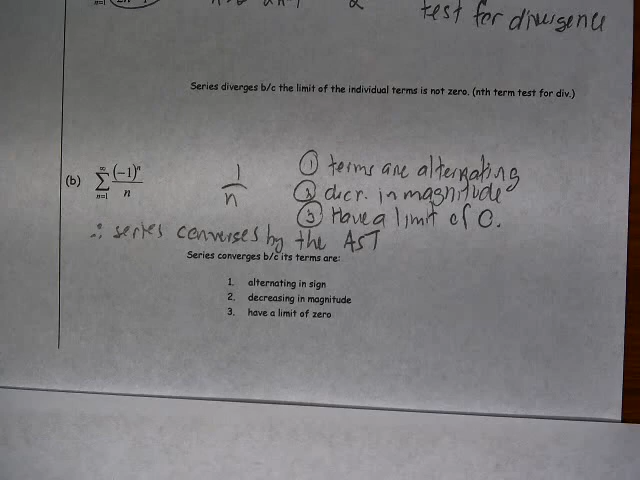 test for divergence
Series diverges b/c the limit of the individual terms is not zero. (nth term test for div.)
(b) ∞ Σ n=1 (-1)^n / n
1 / n
① terms are alternating
② decr. in magnitude
③ Have a limit of 0.
∴ series converses by the AST
Series converges b/c its terms are:
1. alternating in sign
2. decreasing in magnitude
3. have a limit of zero